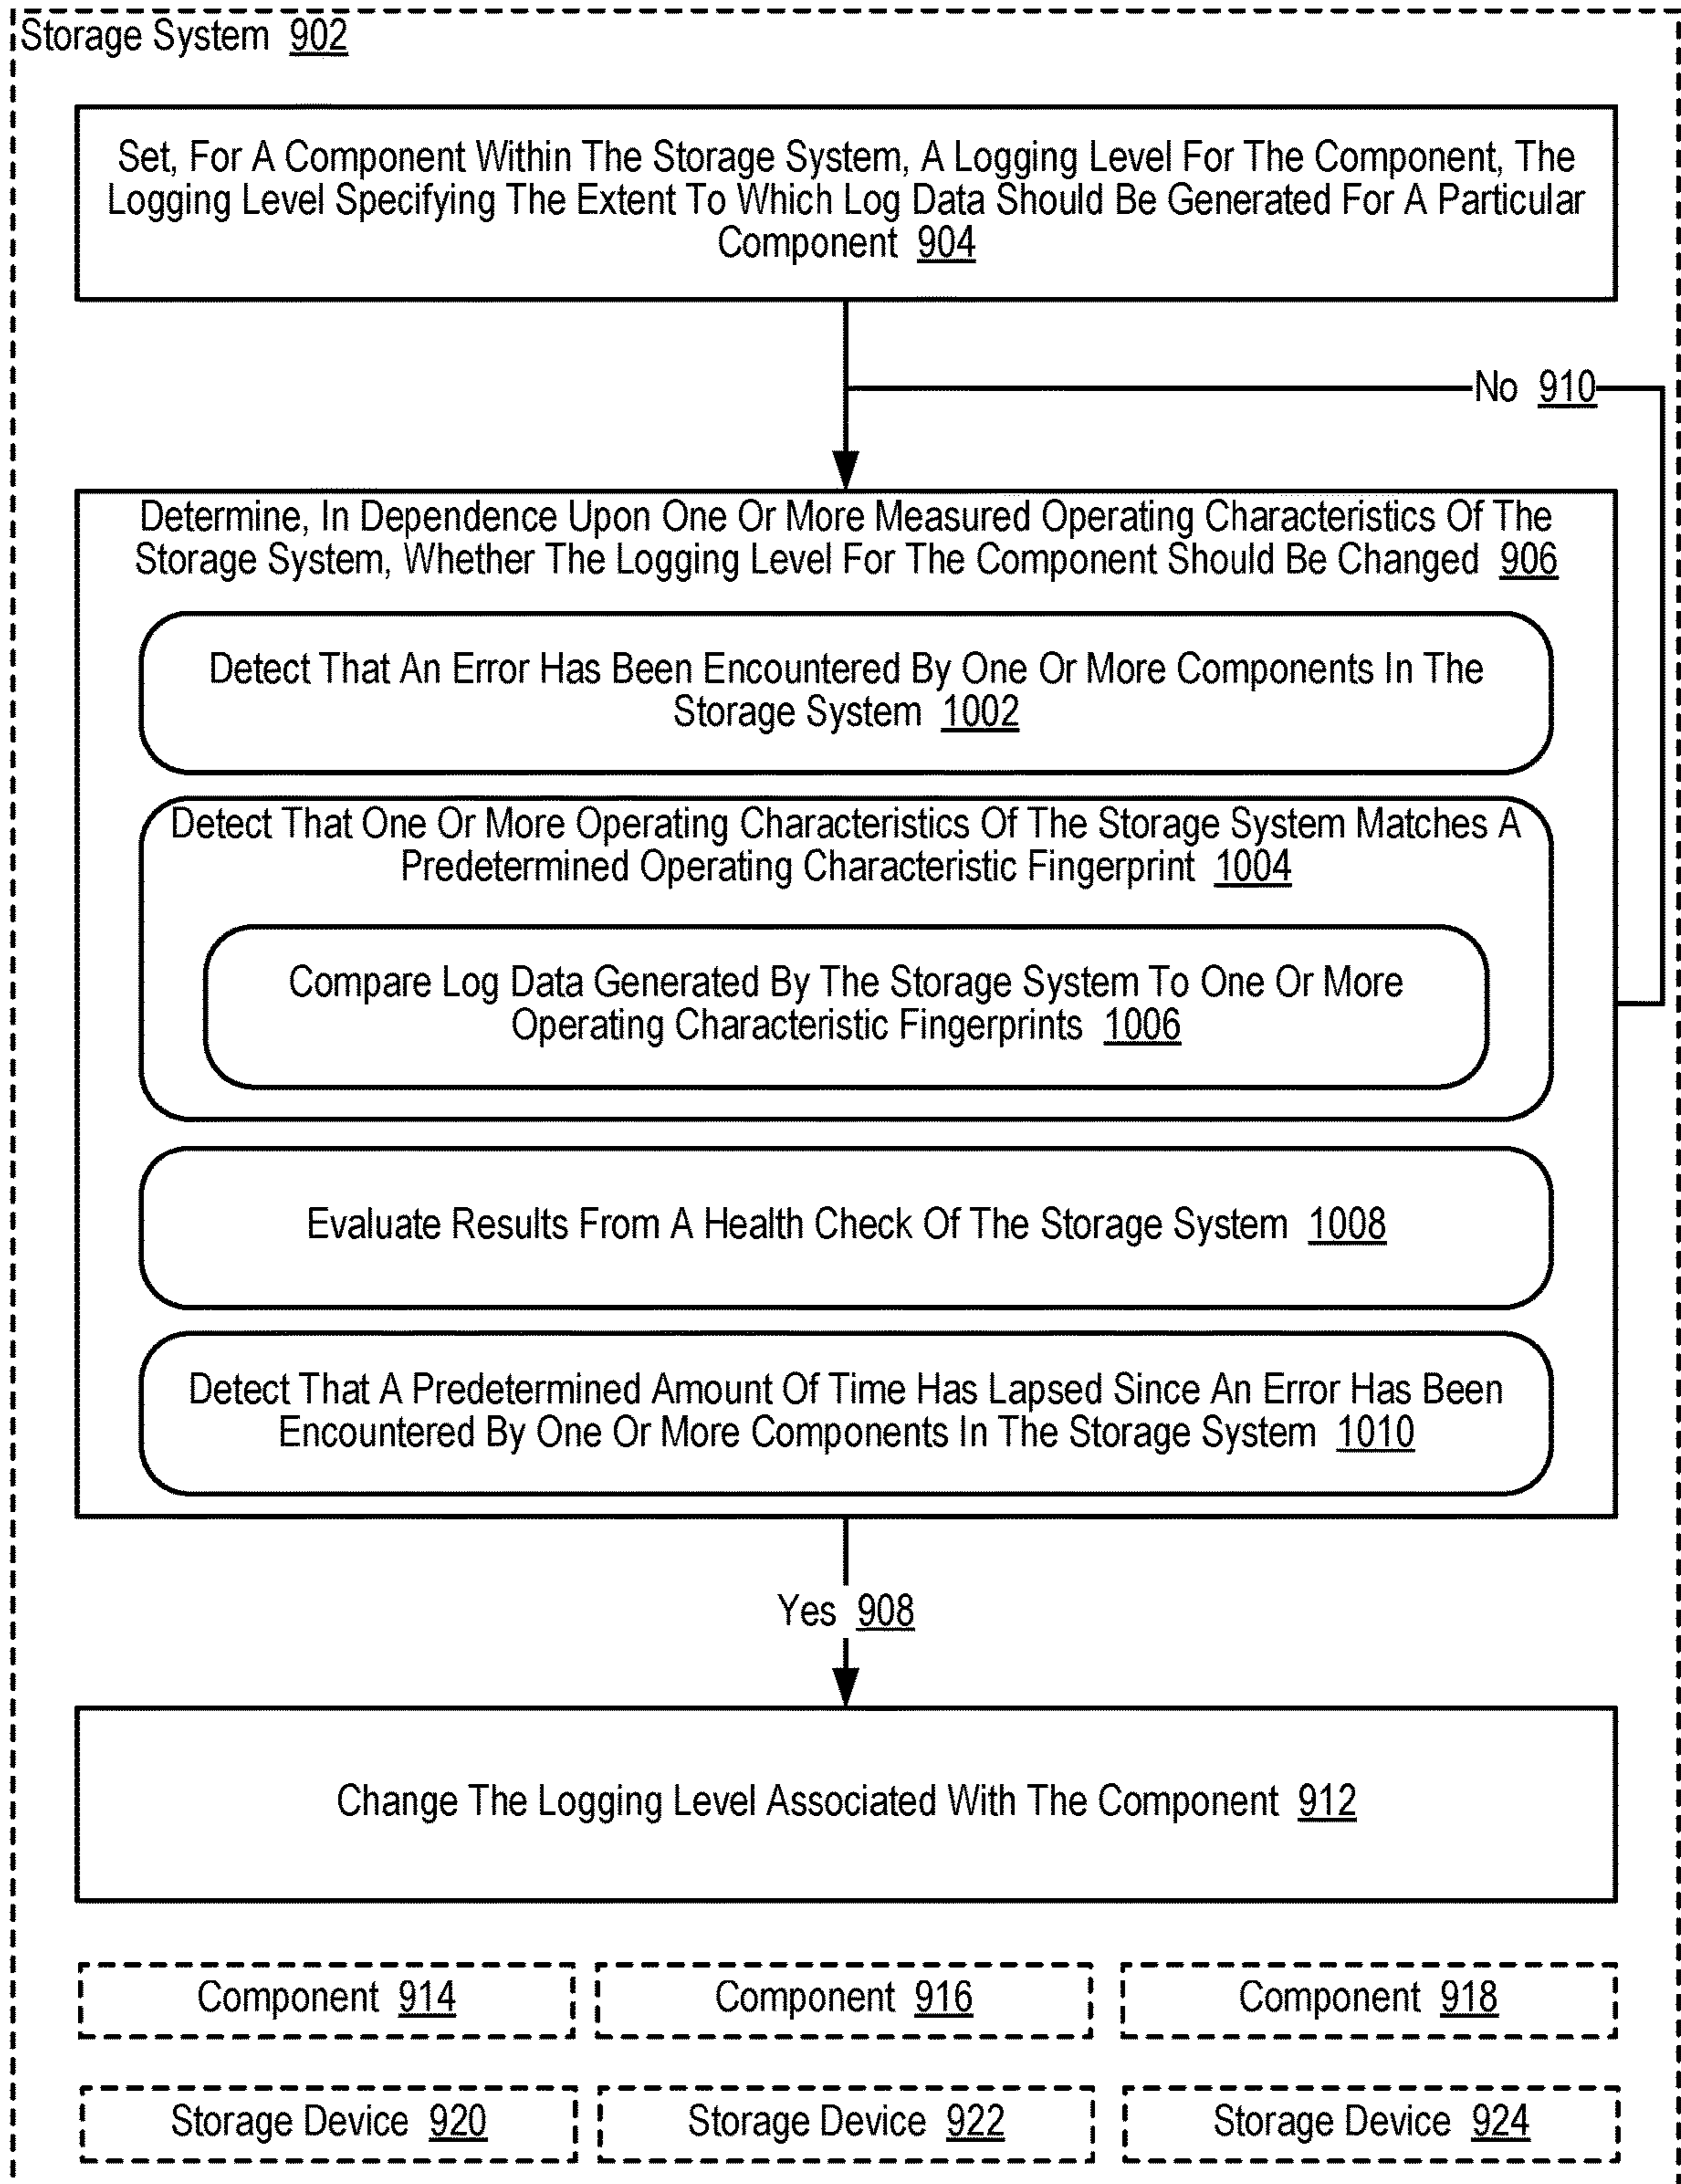 Storage System 902
Set, For A Component Within The Storage System, A Logging Level For The Component, The
Logging Level Specifying The Extent To Which Log Data Should Be Generated For A Particular
Component 904
No 910
Determine, In Dependence Upon One Or More Measured Operating Characteristics Of The
Storage System, Whether The Logging Level For The Component Should Be Changed 906
Detect That An Error Has Been Encountered By One Or More Components In The
Storage System 1002
Detect That One Or More Operating Characteristics Of The Storage System Matches A
Predetermined Operating Characteristic Fingerprint 1004
Compare Log Data Generated By The Storage System To One Or More
Operating Characteristic Fingerprints 1006
Evaluate Results From A Health Check Of The Storage System 1008
Detect That A Predetermined Amount Of Time Has Lapsed Since An Error Has Been
Encountered By One Or More Components In The Storage System 1010
Yes 908
Change The Logging Level Associated With The Component 912
Component 914
Component 916
Component 918
Storage Device 920
Storage Device 922
Storage Device 924